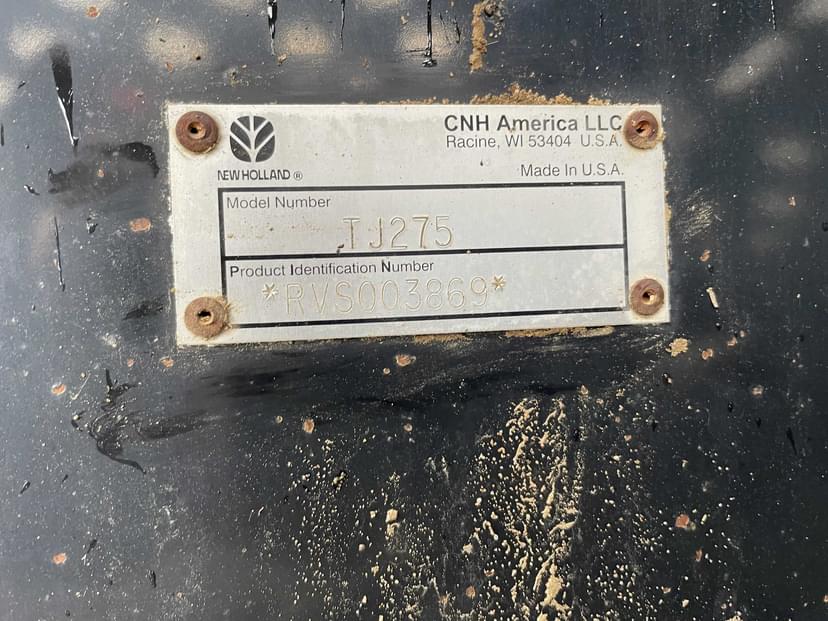 CNH America LLC
Racine, WI 53404 U.S.A.
NEW HOLLAND ®
Made In U.S.A.
Model Number
TJ275
Product Identification Number
*RVS003869*